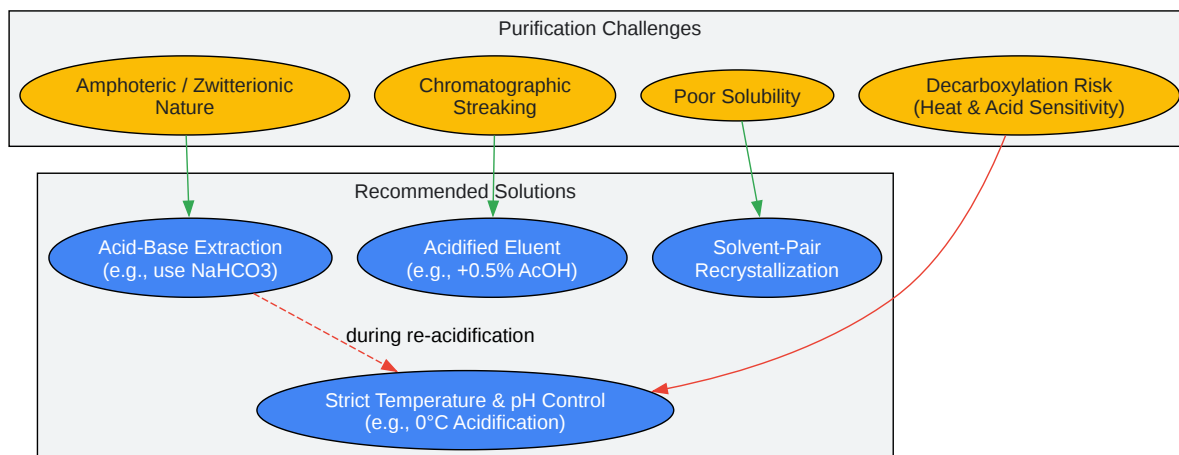 Purification Challenges
Amphoteric / Zwitterionic
Nature
Chromatographic
Streaking
Poor Solubility
Decarboxylation Risk
(Heat & Acid Sensitivity)
Recommended Solutions
Acid-Base Extraction
(e.g., use NaHCO3)
Acidified Eluent
(e.g., +0.5% AcOH)
Solvent-Pair
Recrystallization
during re-acidification
Strict Temperature & pH Control
(e.g., 0°C Acidification)